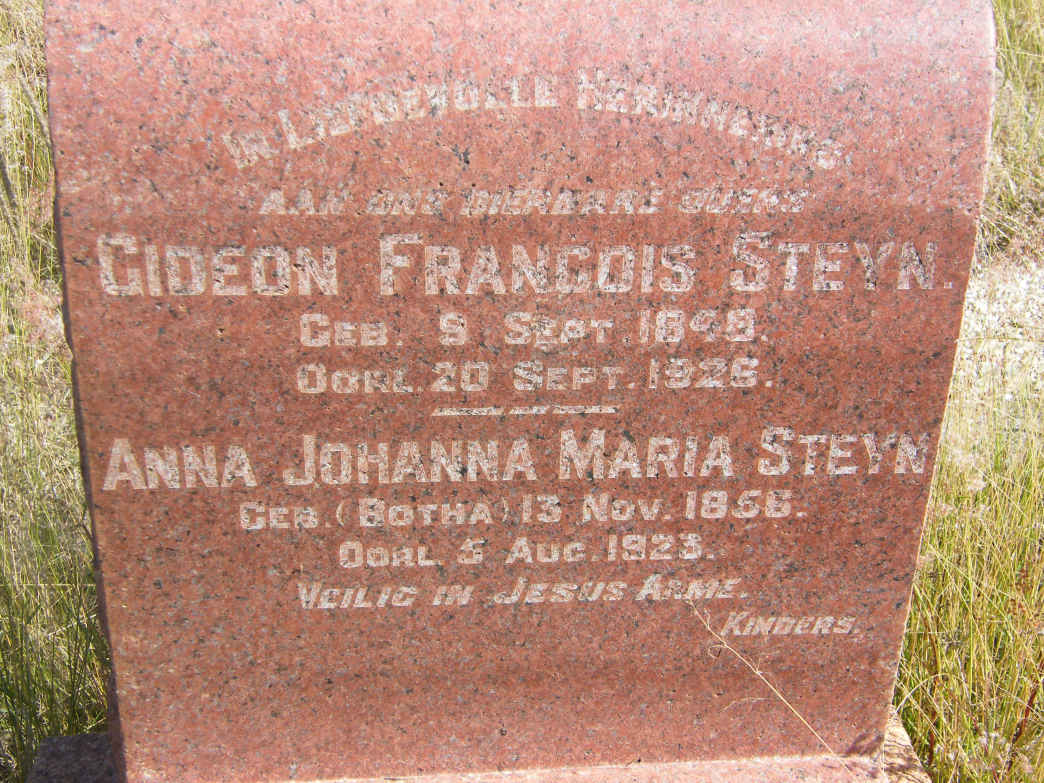 IN LIEFDEVOLLE HERINNERING
AAN ONS DIERBARE OUERS
GIDEON FRANCOIS STEYN.
GEB. 9 SEPT. 1848.
OORL. 20 SEPT. 1926.
ANNA JOHANNA MARIA STEYN
GEB. (BOTHA) 13 NOV. 1856.
OORL 5 AUG. 1923.
VEILIG IN JESUS ARME.
KINDERS.